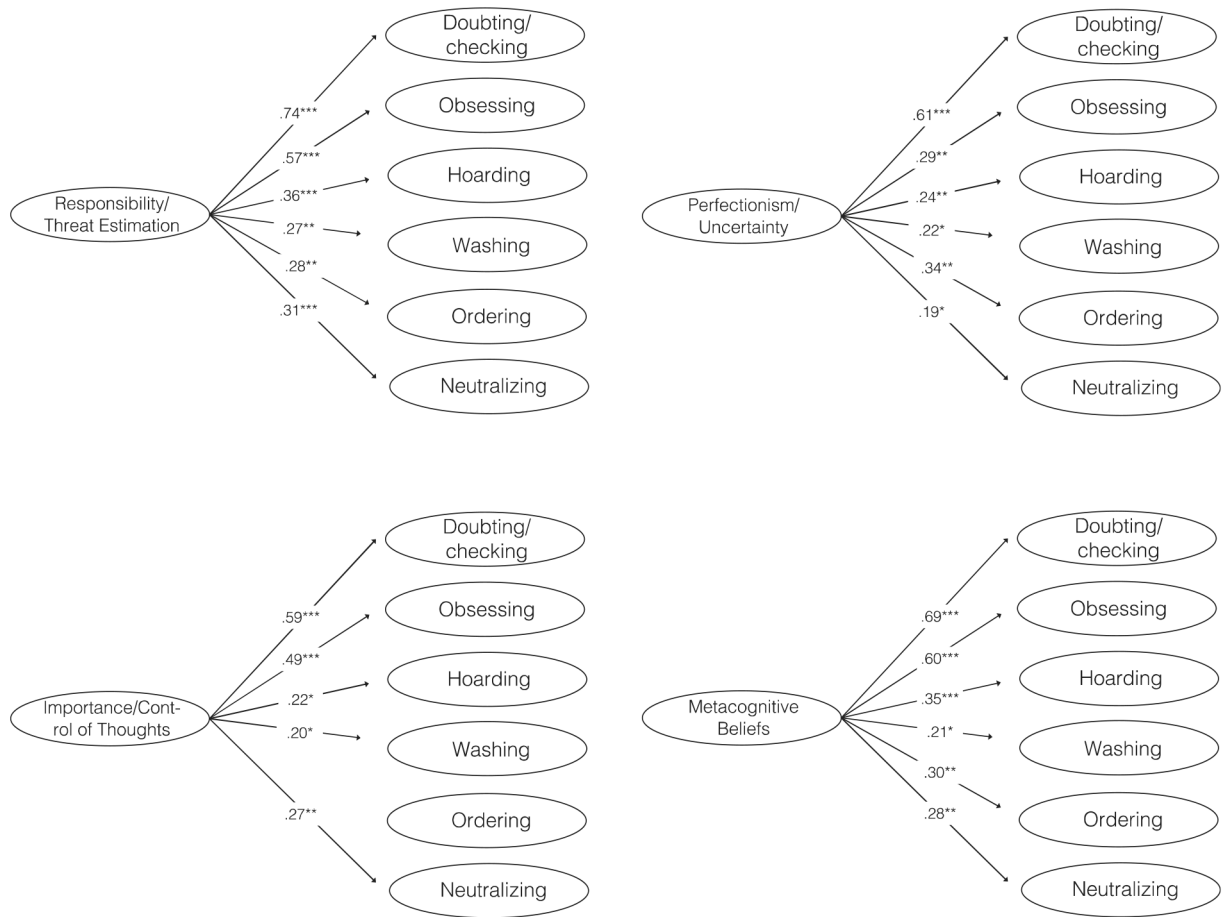 Doubting/
checking
.74***
Obsessing
.57***
Hoarding
.36***
Responsibility/
Threat Estimation
.27**
Washing
.28**
.31***
Ordering
Neutralizing
Doubting/
checking
.61***
Obsessing
.29**
Hoarding
.24**
Perfectionism/
Uncertainty
.22*
Washing
.34**
.19*
Ordering
Neutralizing
Doubting/
checking
.59***
Obsessing
.49***
Hoarding
.22*
Importance/Cont-
rol of Thoughts
.20*
Washing
.27**
Ordering
Neutralizing
Doubting/
checking
.69***
Obsessing
.60***
Hoarding
.35***
Metacognitive
Beliefs
.21*
Washing
.30**
.28**
Ordering
Neutralizing